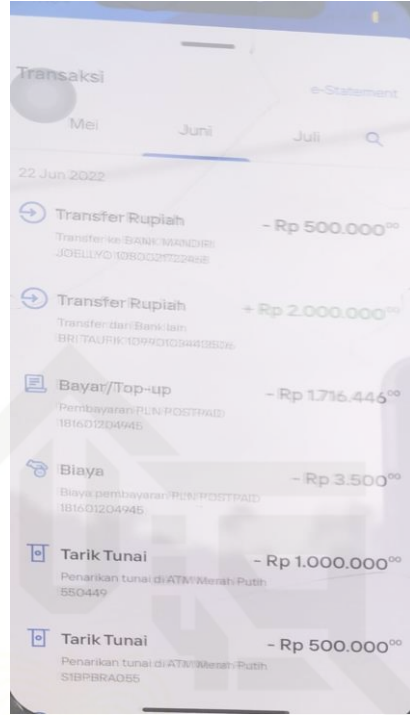 Transaksi
e-Statement
Mei Juni Juli
22 Jun 2022
Transfer Rupiah - Rp 500.000⁰⁰
Transfer ke BANK MANDIRI
Transfer Rupiah + Rp 2.000.000⁰⁰
Transfer dari Bank lain
BRI TAUFIK
Bayar/Top-up - Rp 1.716.446⁰⁰
Pembayaran PLN POSTPAID
181601204945
Biaya - Rp 3.500⁰⁰
Biaya pembayaran PLN POSTPAID
181601204945
Tarik Tunai - Rp 1.000.000⁰⁰
Penarikan tunai di ATM Merah Putih
550449
Tarik Tunai - Rp 500.000⁰⁰
Penarikan tunai di ATM Merah Putih
S1BPBRAD55